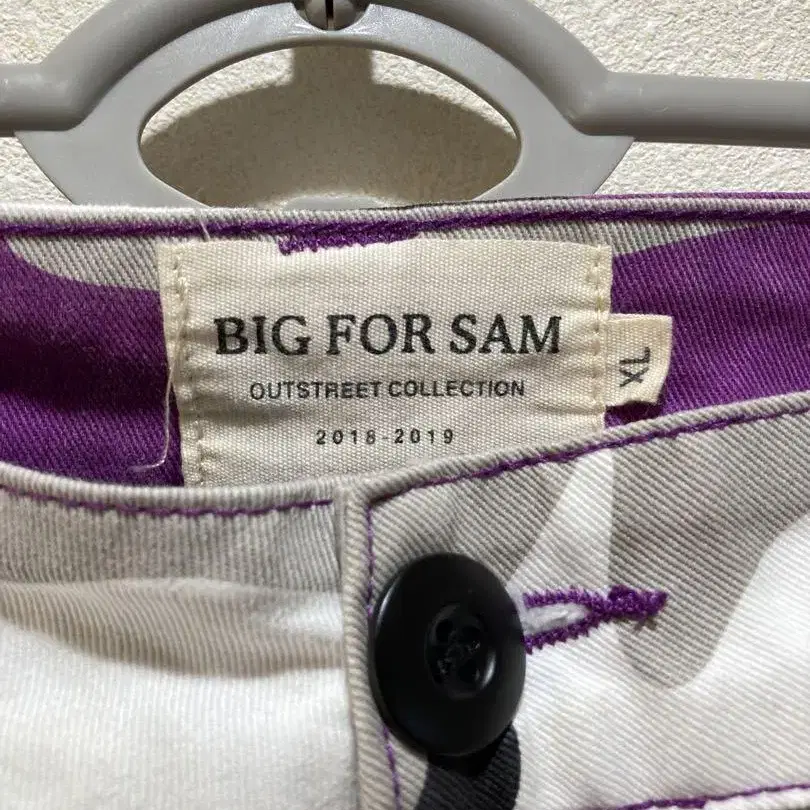 BIG FOR SAM
OUTSTREET COLLECTION
2018-2019
XL